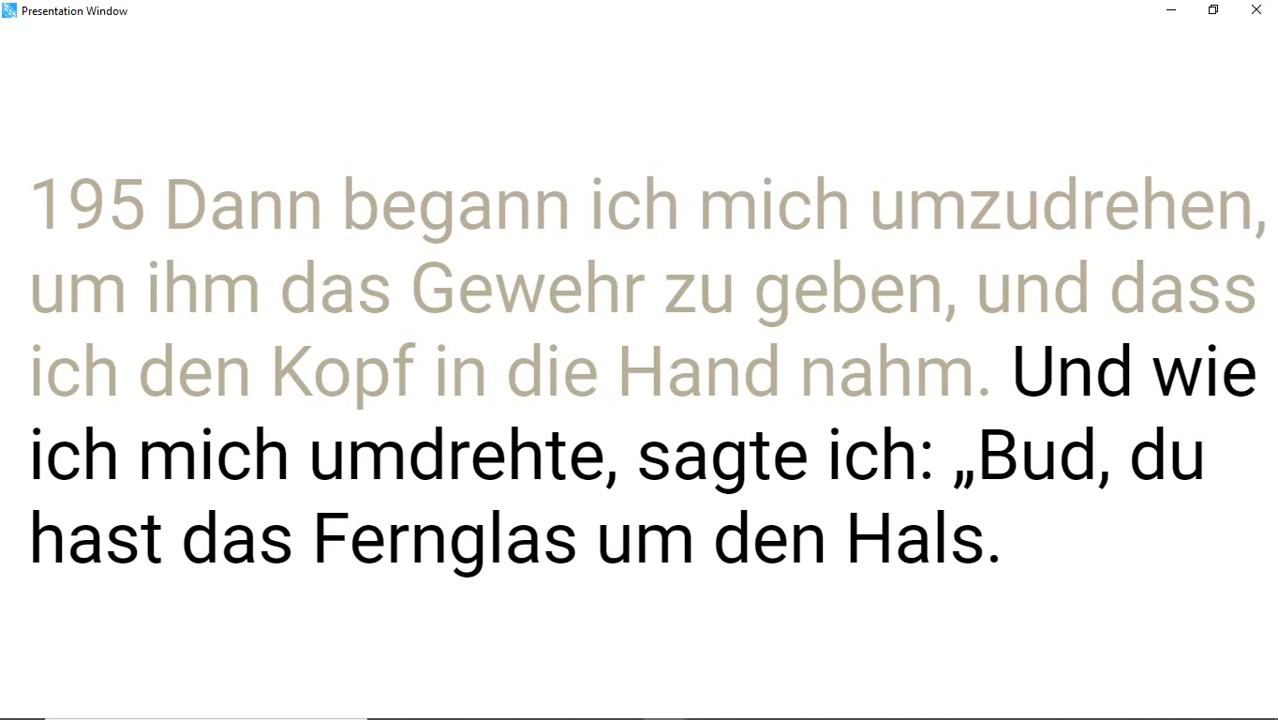 Presentation Window
195 Dann begann ich mich umzudrehen,
um ihm das Gewehr zu geben, und dass
ich den Kopf in die Hand nahm. Und wie
ich mich umdrehte, sagte ich: „Bud, du
hast das Fernglas um den Hals.